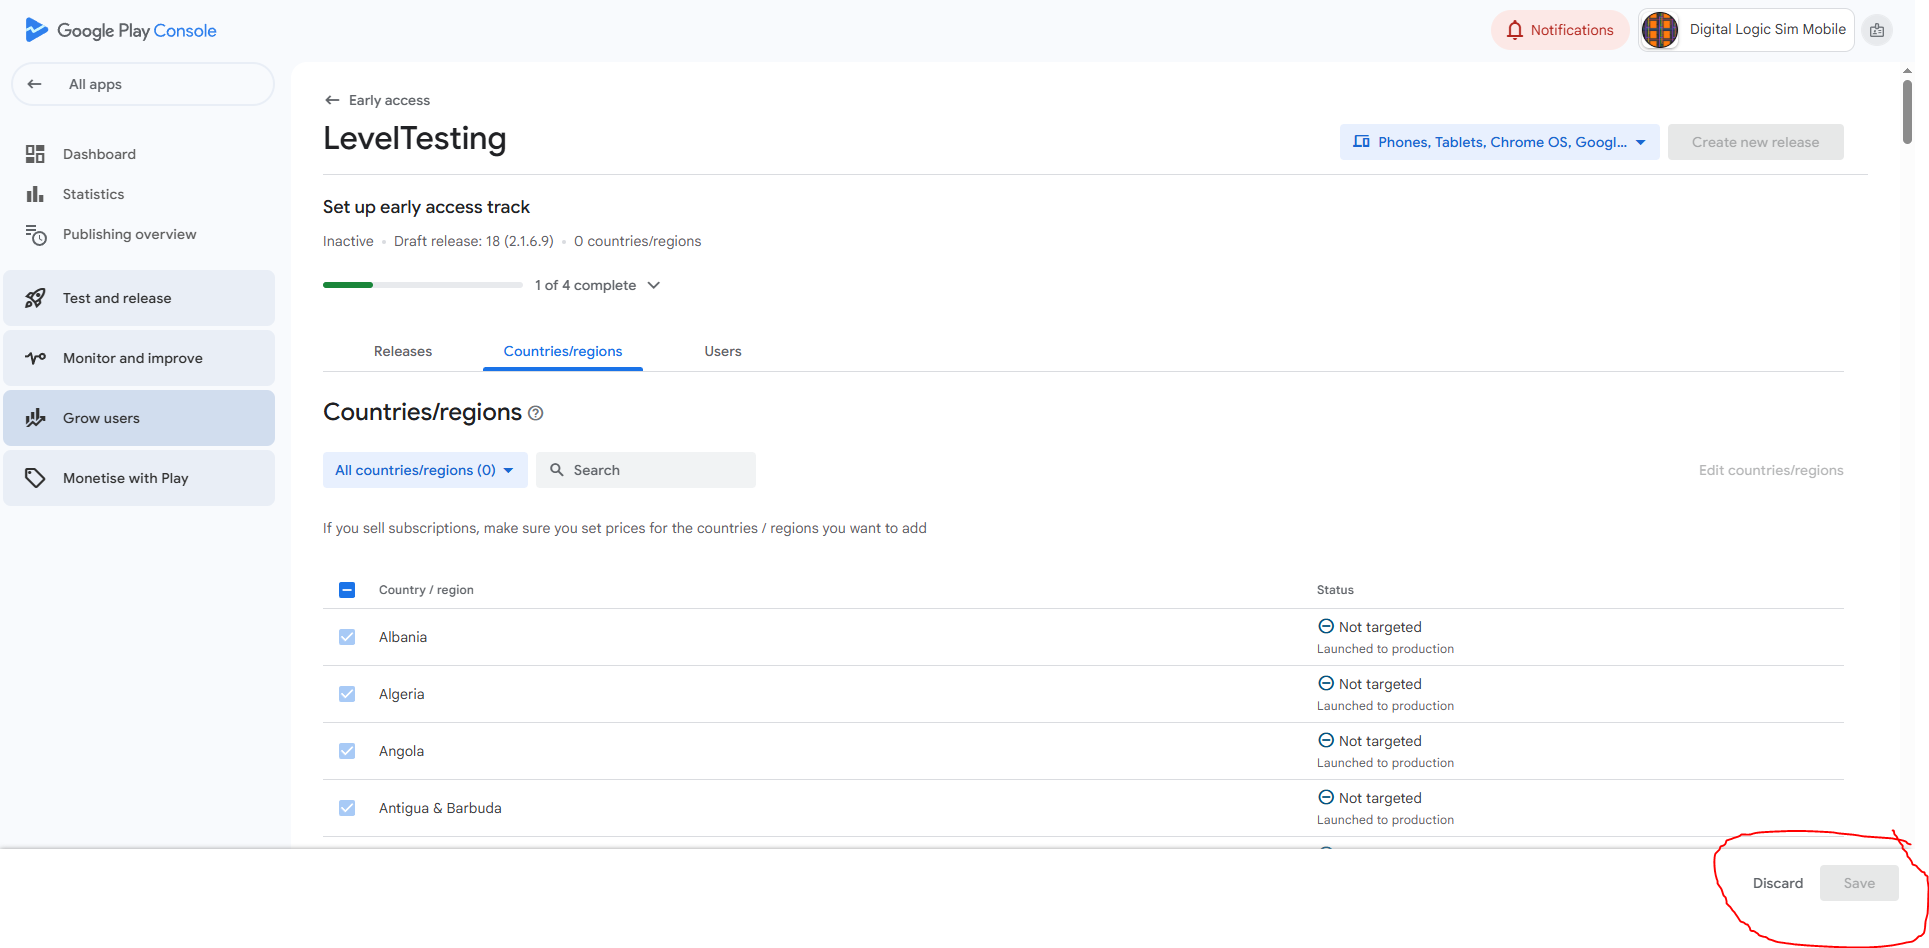 Google Play Console
Notifications
Digital Logic Sim Mobile
All apps
Dashboard
Statistics
Publishing overview
Test and release
Monitor and improve
Grow users
Monetise with Play
Early access
LevelTesting
Phones, Tablets, Chrome OS, Googl...
Create new release
Set up early access track
Inactive • Draft release: 18 (2.1.6.9) • 0 countries/regions
1 of 4 complete
Releases
Countries/regions
Users
Countries/regions
All countries/regions (0)
Search
Edit countries/regions
If you sell subscriptions, make sure you set prices for the countries / regions you want to add
Country / region
Status
Albania
Not targeted
Launched to production
Algeria
Not targeted
Launched to production
Angola
Not targeted
Launched to production
Antigua & Barbuda
Not targeted
Launched to production
Discard
Save